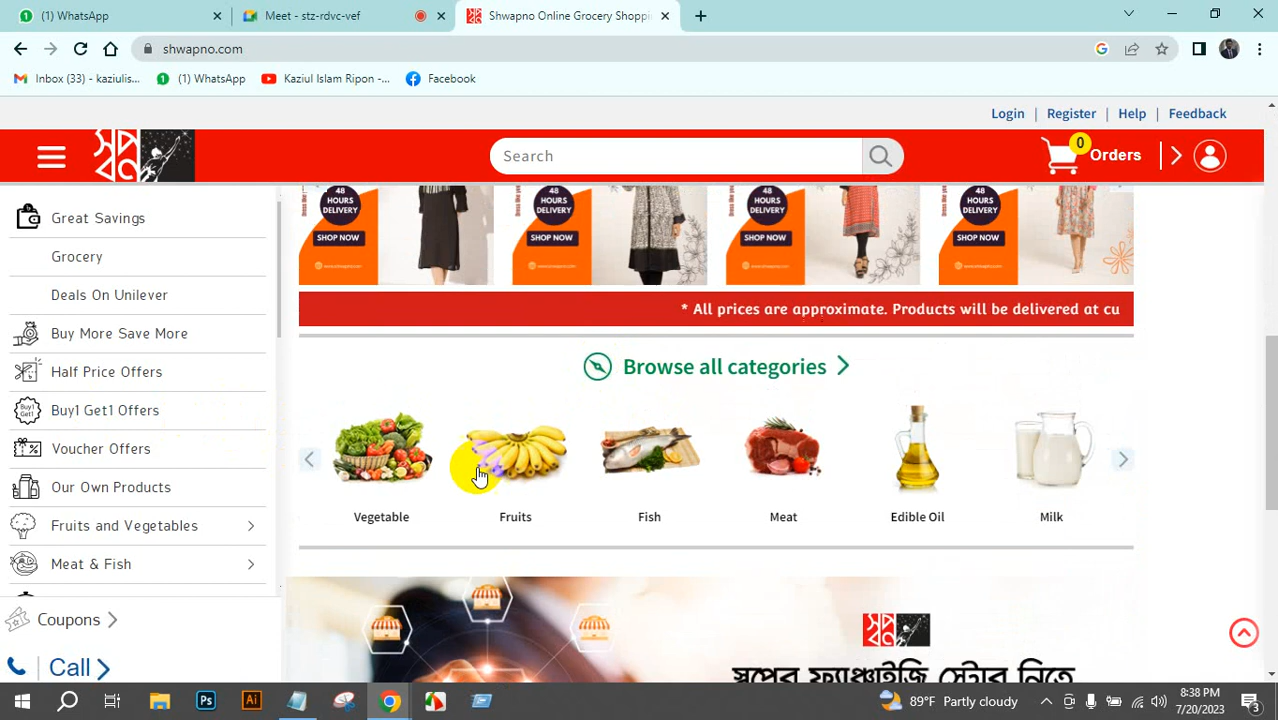 (1) WhatsApp
Meet - stz-rdvc-vef
Shwapno Online Grocery Shoppi
shwapno.com
Inbox (33) - kaziulis...
(1) WhatsApp
Kaziul Islam Ripon -...
Facebook
Login | Register | Help | Feedback
স্বপ্ন
Search
0
Orders
Great Savings
Grocery
Deals On Unilever
Buy More Save More
Half Price Offers
Buy1 Get1 Offers
Voucher Offers
Our Own Products
Fruits and Vegetables
Meat & Fish
Coupons
Call
48 HOURS DELIVERY
SHOP NOW
48 HOURS DELIVERY
SHOP NOW
48 HOURS DELIVERY
SHOP NOW
48 HOURS DELIVERY
SHOP NOW
* All prices are approximate. Products will be delivered at cu
Browse all categories
Vegetable
Fruits
Fish
Meat
Edible Oil
Milk
স্বপ্ন
স্বপ্নের ফ্র্যাঞ্চাইজি স্টোর নিতে
89°F Partly cloudy
8:38 PM
7/20/2023
3